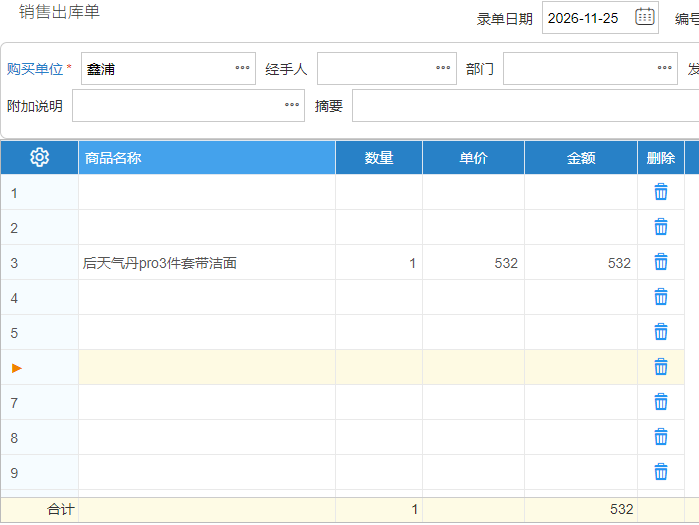 销售出库单
录单日期 2026-11-25 编号
购买单位 * 鑫浦 ••• 经手人 ••• 部门 •••
附加说明 ••• 摘要
商品名称 数量 单价 金额 删除
1
2
3 后天气丹pro3件套带洁面 1 532 532
4
5
7
8
9
合计 1 532